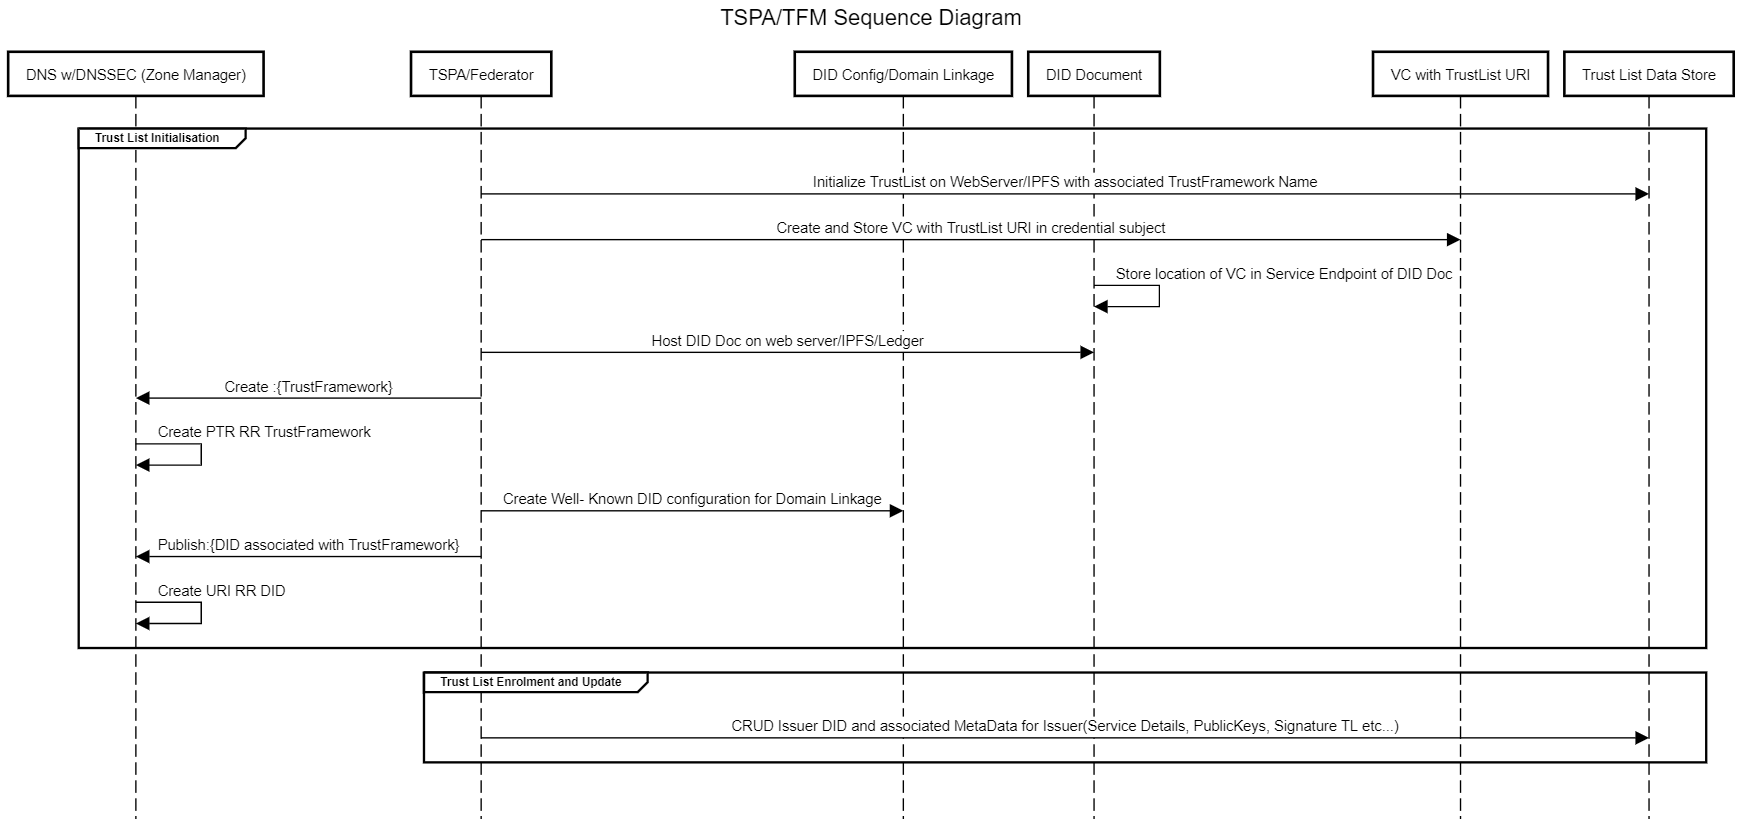 TSPA/TFM Sequence Diagram
DNS w/DNSSEC (Zone Manager)
TSPA/Federator
DID Config/Domain Linkage
DID Document
VC with TrustList URI
Trust List Data Store
Trust List Initialisation
Initialize TrustList on WebServer/IPFS with associated TrustFramework Name
Create and Store VC with TrustList URI in credential subject
Store location of VC in Service Endpoint of DID Doc
Host DID Doc on web server/IPFS/Ledger
Create :{TrustFramework}
Create PTR RR TrustFramework
Create Well- Known DID configuration for Domain Linkage
Publish:{DID associated with TrustFramework}
Create URI RR DID
Trust List Enrolment and Update
CRUD Issuer DID and associated MetaData for Issuer(Service Details, PublicKeys, Signature TL etc...)